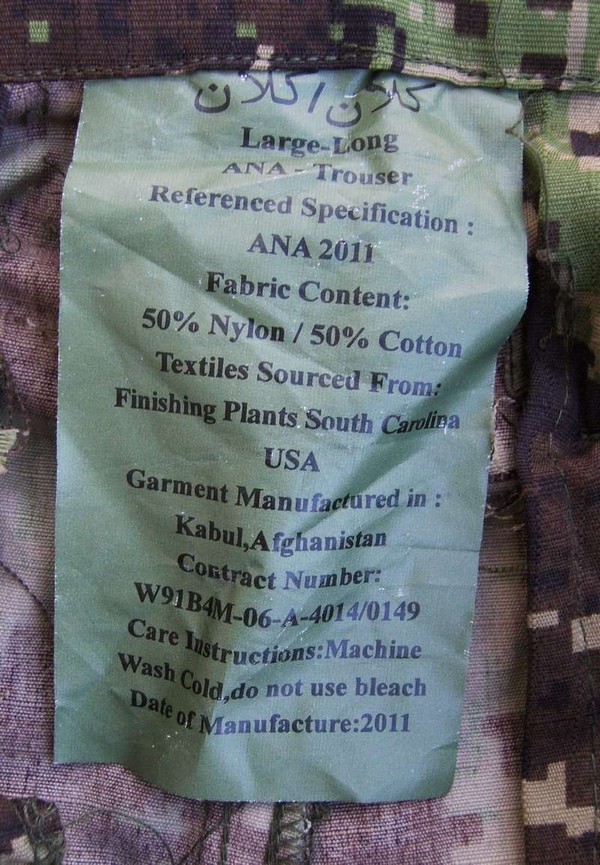 کلان/کلان
Large-Long
ANA - Trouser
Referenced Specification :
ANA 2011
Fabric Content:
50% Nylon / 50% Cotton
Textiles Sourced From:
Finishing Plants South Carolina
USA
Garment Manufactured in :
Kabul,Afghanistan
Contract Number:
W91B4M-06-A-4014/0149
Care Instructions:Machine
Wash Cold,do not use bleach
Date of Manufacture:2011